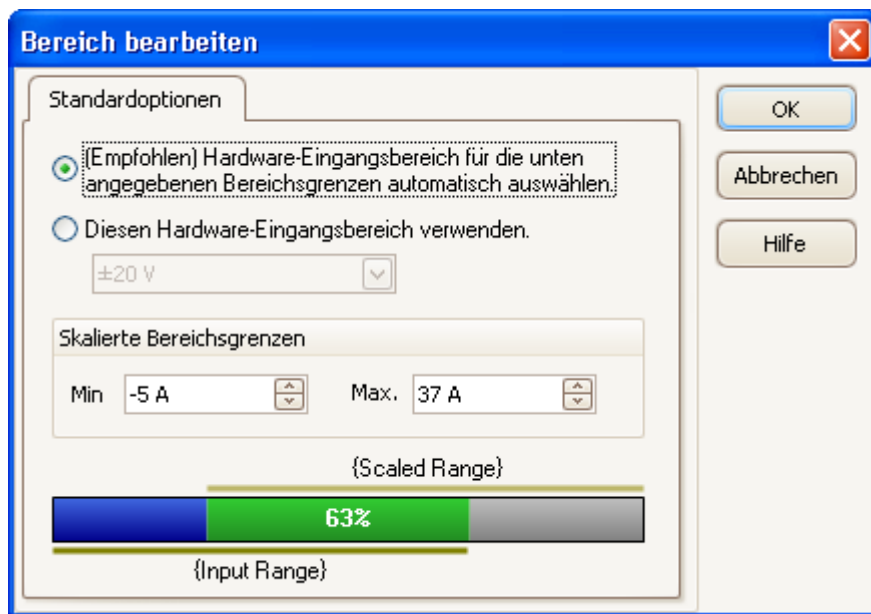 Bereich bearbeiten
Standardoptionen
(Empfohlen) Hardware-Eingangsbereich für die unten
angegebenen Bereichsgrenzen automatisch auswählen.
Diesen Hardware-Eingangsbereich verwenden.
±20 V
Skalierte Bereichsgrenzen
Min -5 A Max. 37 A
{Scaled Range}
63%
{Input Range}
OK
Abbrechen
Hilfe